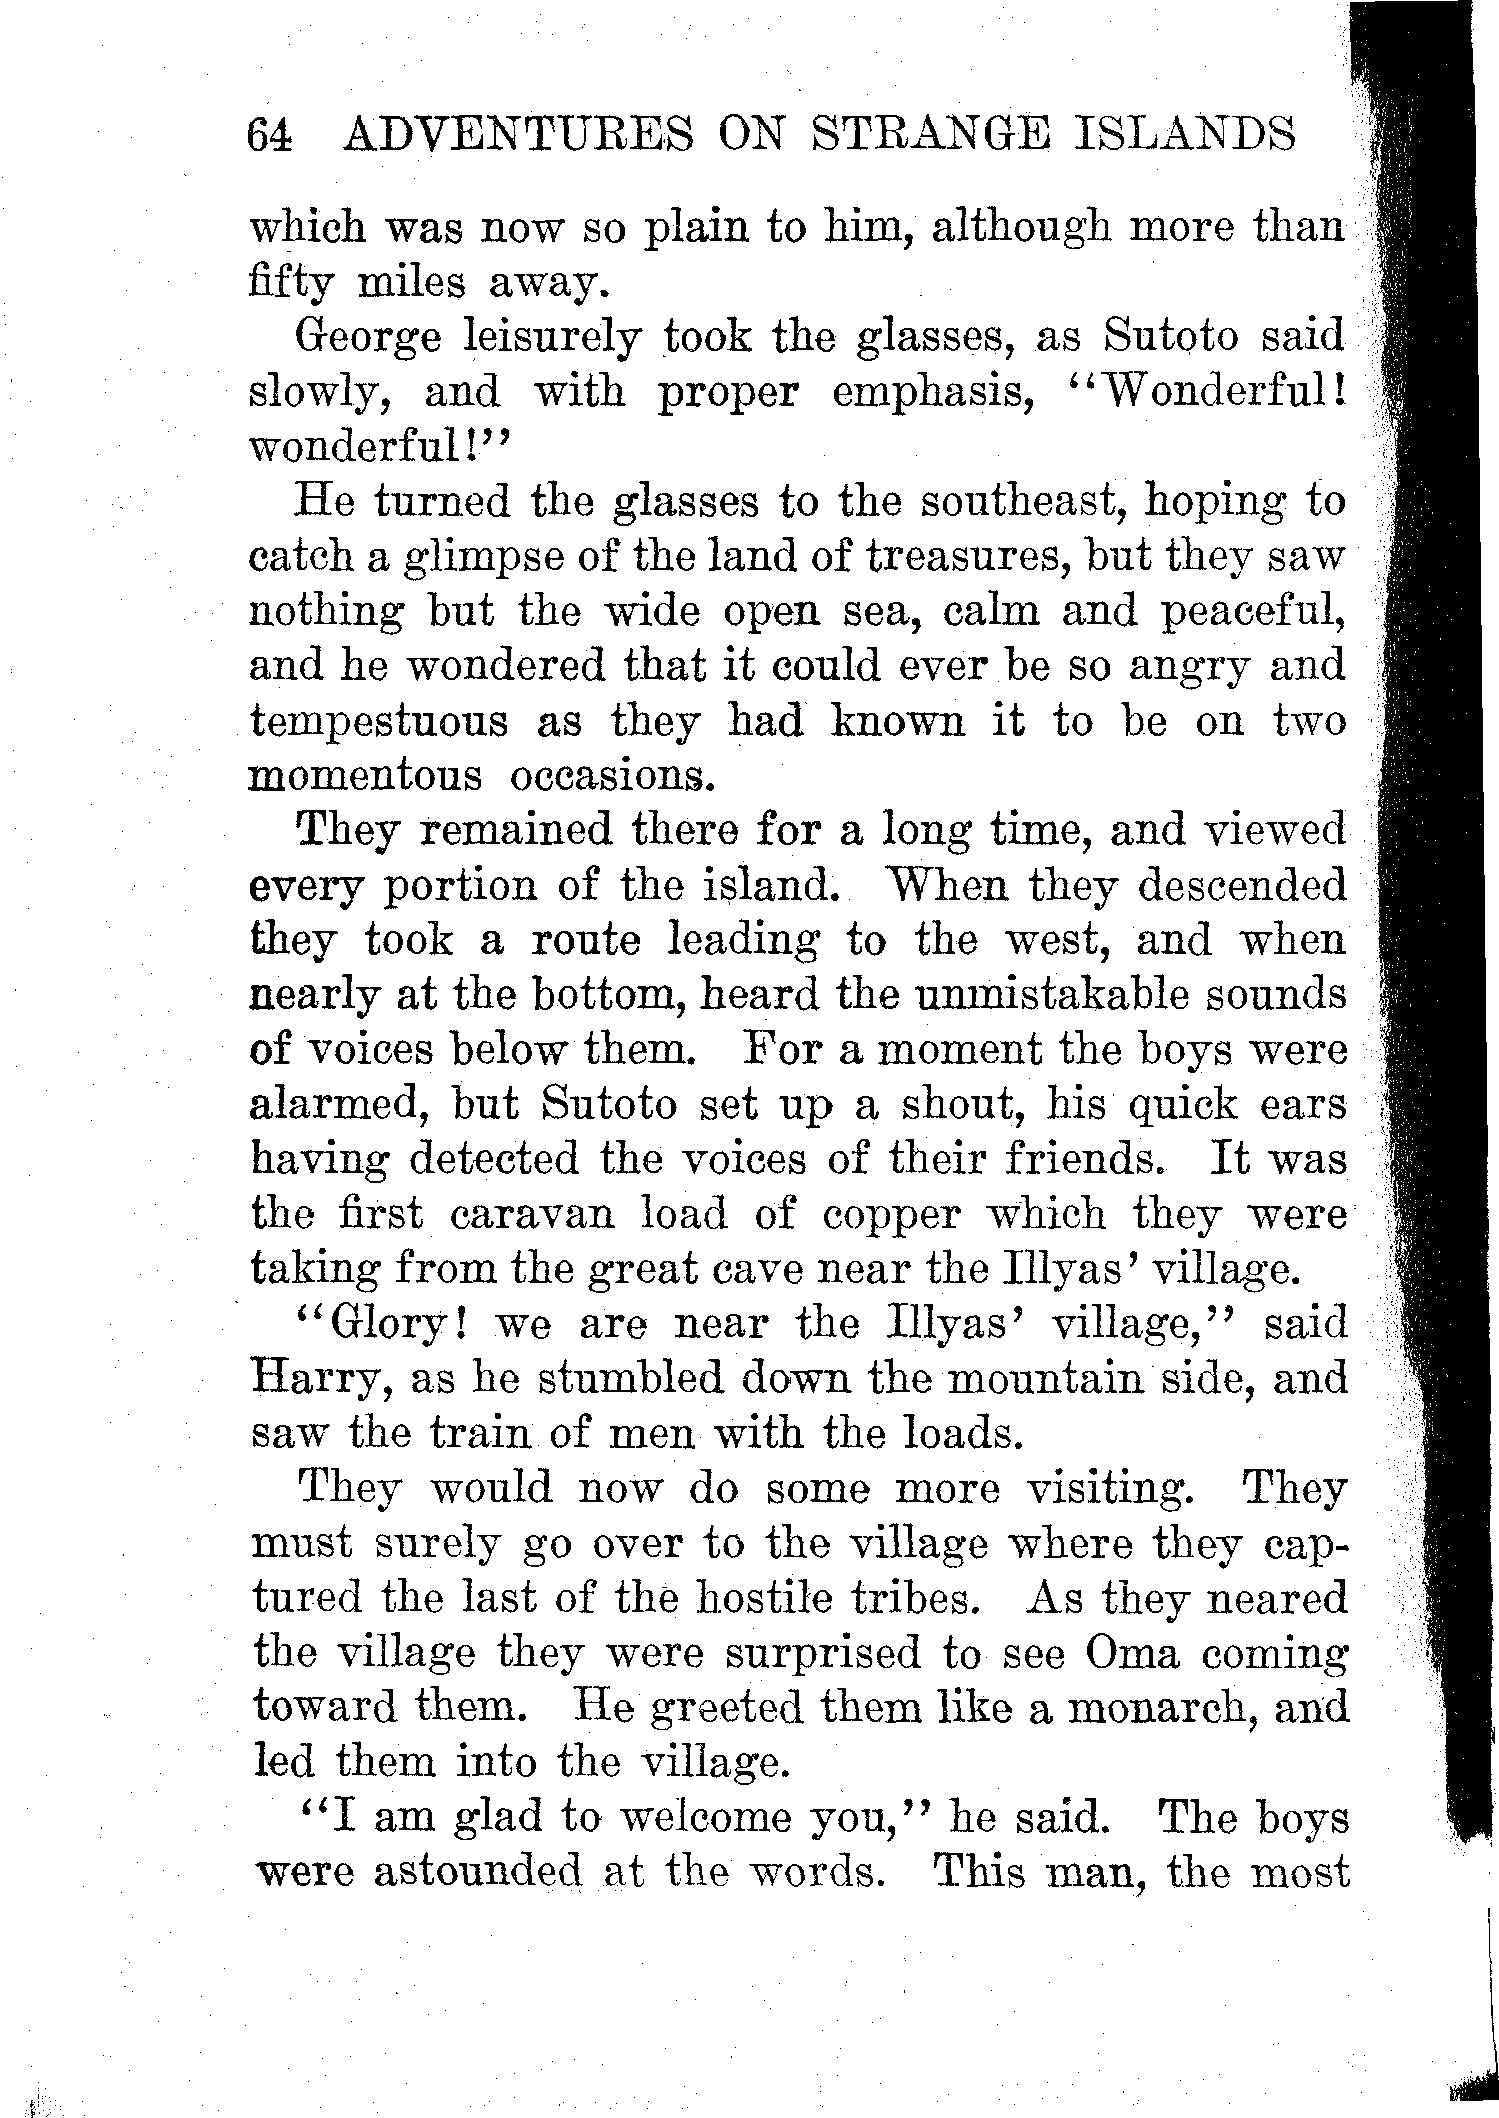 64 ADVENTURES ON STRANGE ISLANDS
which was now so plain to him, although more than
fifty miles away.
George leisurely took the glasses, as Sutoto said
slowly, and with proper emphasis, "Wonderful!
wonderful!"
He turned the glasses to the southeast, hoping to
catch a glimpse of the land of treasures, but they saw
nothing but the wide open sea, calm and peaceful,
and he wondered that it could ever be so angry and
tempestuous as they had known it to be on two
momentous occasions.
They remained there for a long time, and viewed
every portion of the island. When they descended
they took a route leading to the west, and when
nearly at the bottom, heard the unmistakable sounds
of voices below them. For a moment the boys were
alarmed, but Sutoto set up a shout, his quick ears
having detected the voices of their friends. It was
the first caravan load of copper which they were
taking from the great cave near the Illyas' village.
"Glory! we are near the Illyas' village," said
Harry, as he stumbled down the mountain side, and
saw the train of men with the loads.
They would now do some more visiting. They
must surely go over to the village where they cap-
tured the last of the hostile tribes. As they neared
the village they were surprised to see Oma coming
toward them. He greeted them like a monarch, and
led them into the village.
"I am glad to welcome you," he said. The boys
were astounded at the words. This man, the most